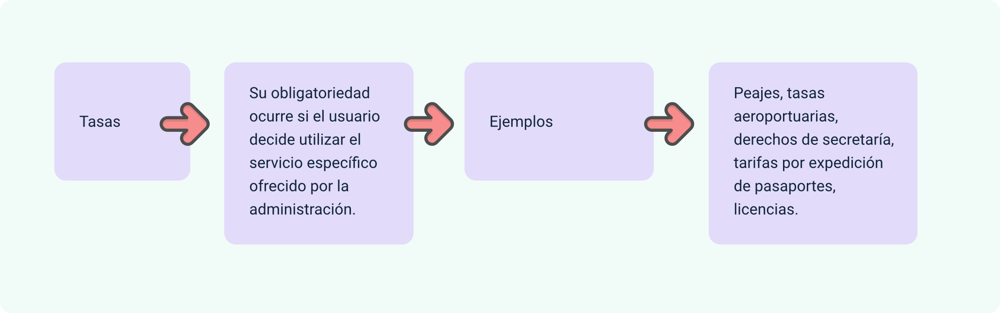 Tasas
Su obligatoriedad
ocurre si el usuario
decide utilizar el
servicio específico
ofrecido por la
administración.
Ejemplos
Peajes, tasas
aeroportuarias,
derechos de secretaría,
tarifas por expedición
de pasaportes,
licencias.